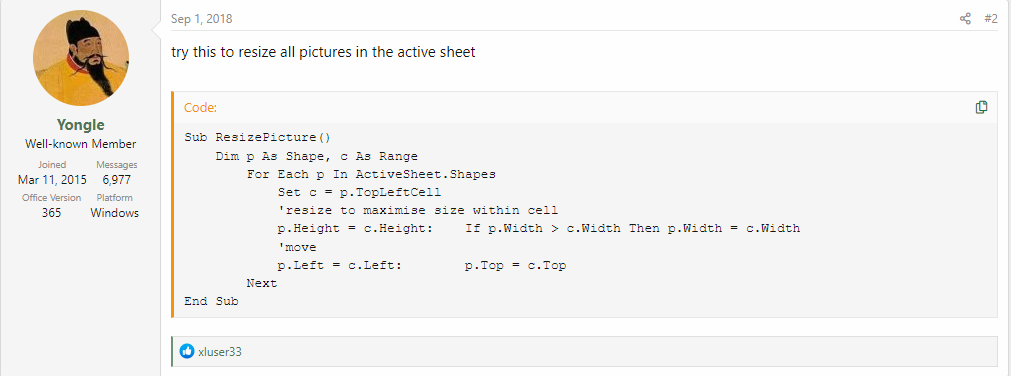 Yongle
Well-known Member
Joined Messages
Mar 11, 2015 6,977
Office Version Platform
365 Windows
Sep 1, 2018 #2
try this to resize all pictures in the active sheet
Code:
Sub ResizePicture()
    Dim p As Shape, c As Range
        For Each p In ActiveSheet.Shapes
            Set c = p.TopLeftCell
            'resize to maximise size within cell
            p.Height = c.Height:    If p.Width > c.Width Then p.Width = c.Width
            'move
            p.Left = c.Left:        p.Top = c.Top
        Next
End Sub
xluser33